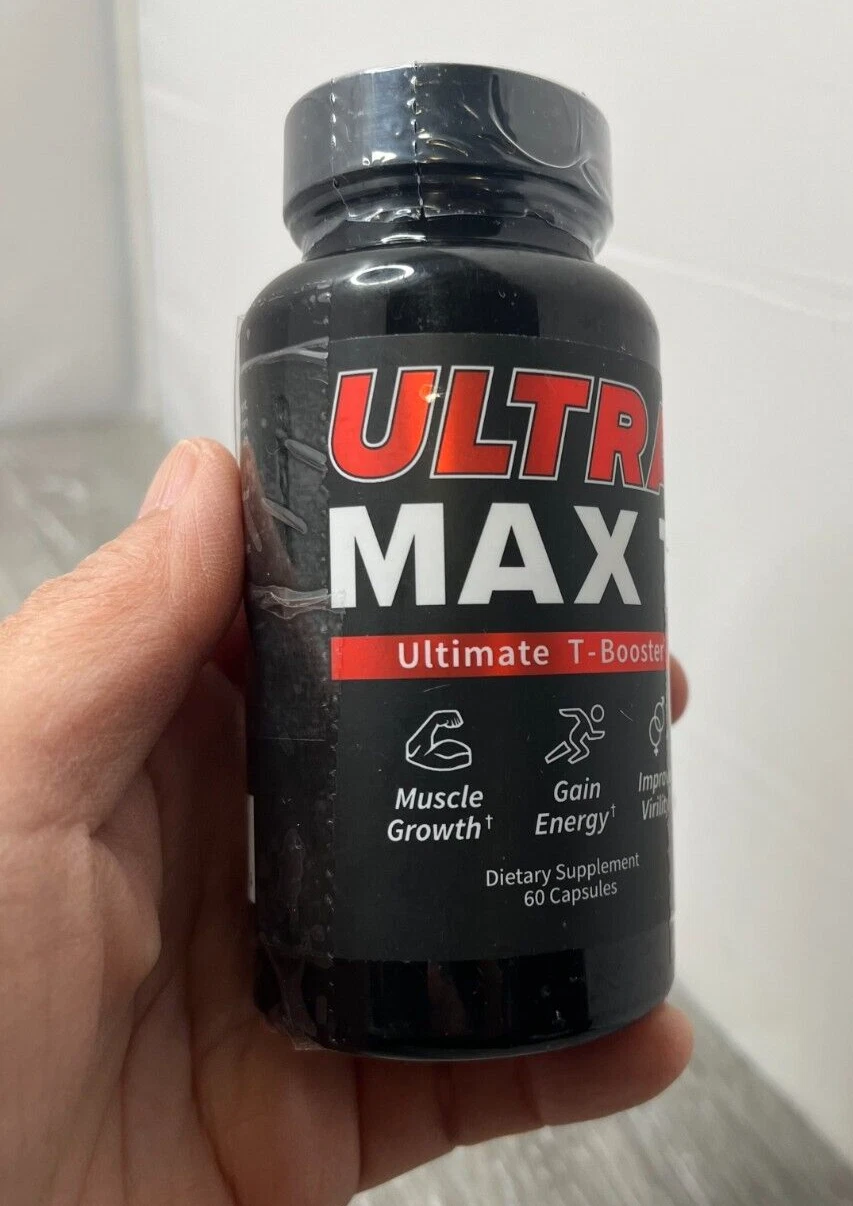 ULTRA
MAX
Ultimate T-Booster
Muscle
Growth†
Gain
Energy†
Dietary Supplement
60 Capsules